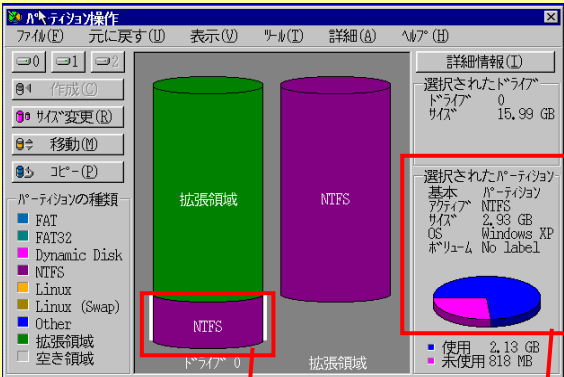 パーティション操作
ファイル(F) 元に戻す(U) 表示(V) ツール(T) 詳細(A) ヘルプ(H)
0 1 2
作成(C)
サイズ変更(R)
移動(M)
コピー(P)
パーティションの種類
FAT
FAT32
Dynamic Disk
NTFS
Linux
Linux (Swap)
Other
拡張領域
空き領域
拡張領域
NTFS
NTFS
ドライブ 0
拡張領域
詳細情報(I)
選択されたドライブ
ドライブ 0
サイズ 15.99 GB
選択されたパーティション
基本 パーティション
アクティブ NTFS
サイズ 2.93 GB
OS Windows XP
ボリューム No label
使用 2.13 GB
未使用 818 MB